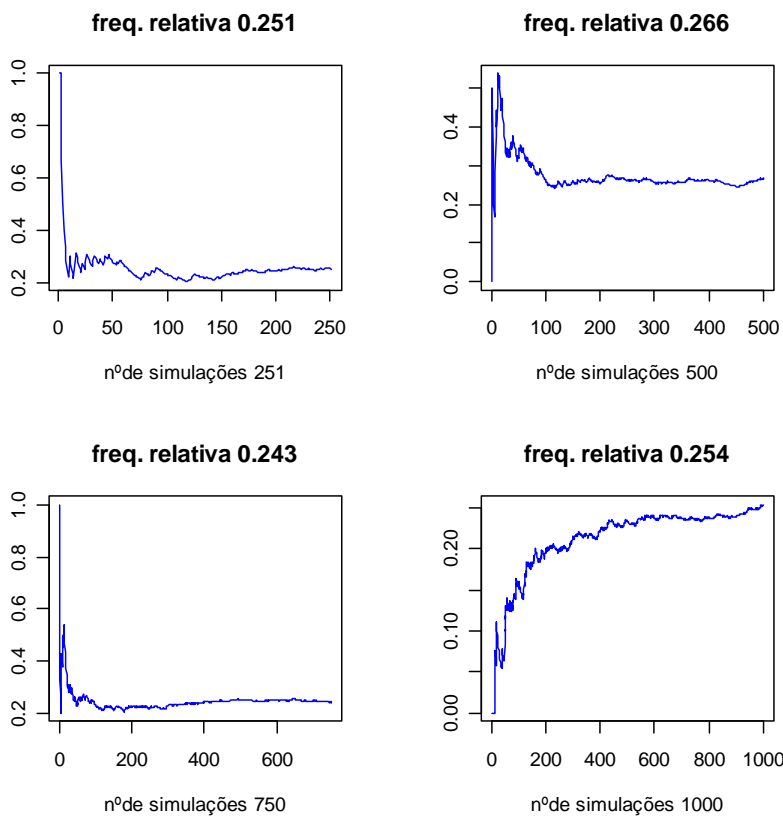 freq. relativa 0.251
1.0
0.8
0.6
0.4
0.2
0 50 100 150 200 250
nºde simulações 251
freq. relativa 0.266
0.4
0.2
0.0
0 100 200 300 400 500
nºde simulações 500
freq. relativa 0.243
1.0
0.8
0.6
0.4
0.2
0 200 400 600
nºde simulações 750
freq. relativa 0.254
0.20
0.10
0.00
0 200 400 600 800 1000
nºde simulações 1000